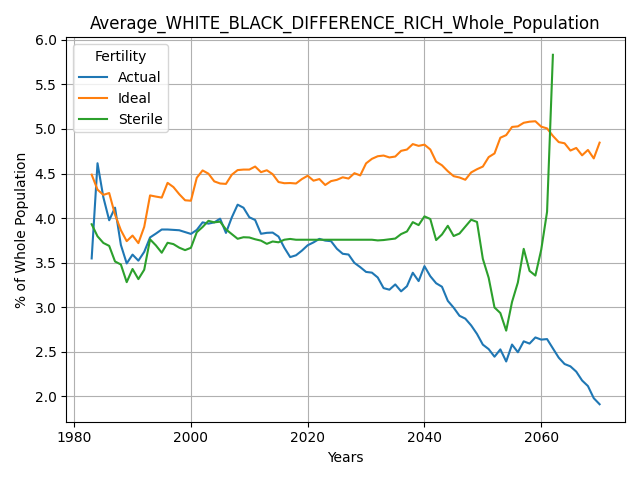 Average_WHITE_BLACK_DIFFERENCE_RICH_Whole_Population
Fertility
Actual
Ideal
Sterile
% of Whole Population
6.0
5.5
5.0
4.5
4.0
3.5
3.0
2.5
2.0
1980 2000 2020 2040 2060
Years